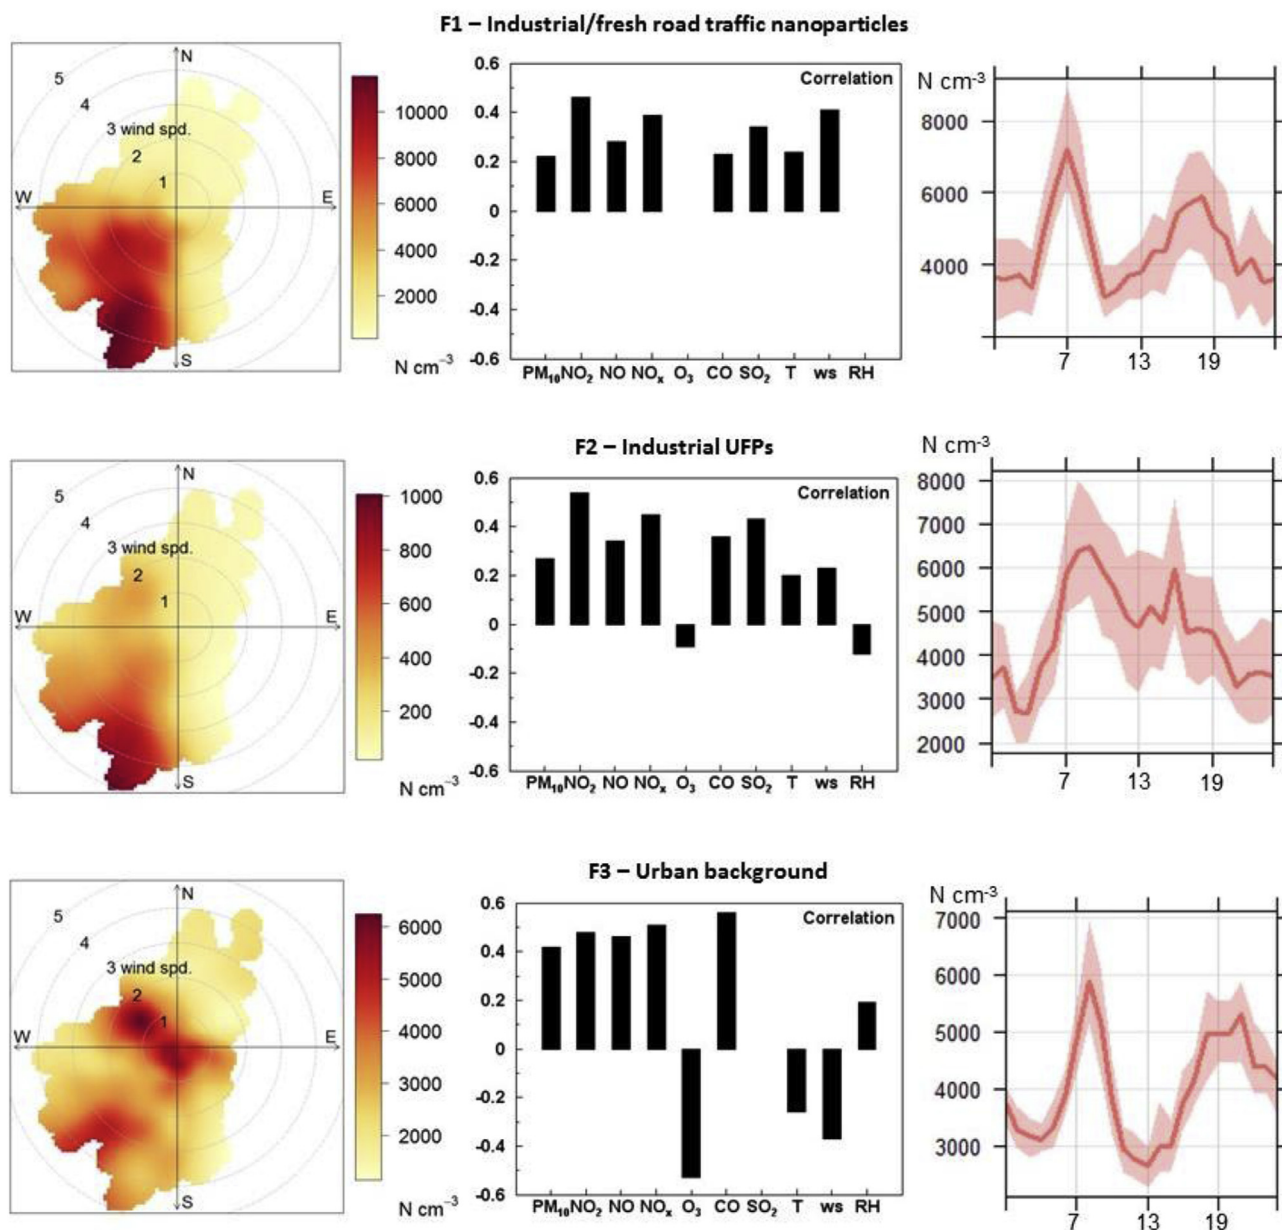 F1 – Industrial/fresh road traffic nanoparticles
N
5
4
3 wind spd.
2
1
W
E
S
10000
8000
6000
4000
2000
N cm⁻³
Correlation
0.6
0.4
0.2
0
-0.2
-0.4
-0.6
PM₁₀ NO₂ NO NOₓ O₃ CO SO₂ T ws RH
N cm⁻³
8000
6000
4000
7 13 19
F2 – Industrial UFPs
N
5
4
3 wind spd.
2
1
W
E
S
1000
800
600
400
200
N cm⁻³
Correlation
0.6
0.4
0.2
0
-0.2
-0.4
-0.6
PM₁₀ NO₂ NO NOₓ O₃ CO SO₂ T ws RH
N cm⁻³
8000
7000
6000
5000
4000
3000
2000
7 13 19
F3 – Urban background
N
5
4
3 wind spd.
2
1
W
E
S
6000
5000
4000
3000
2000
N cm⁻³
Correlation
0.6
0.4
0.2
0
-0.2
-0.4
-0.6
PM₁₀ NO₂ NO NOₓ O₃ CO SO₂ T ws RH
N cm⁻³
7000
6000
5000
4000
3000
7 13 19